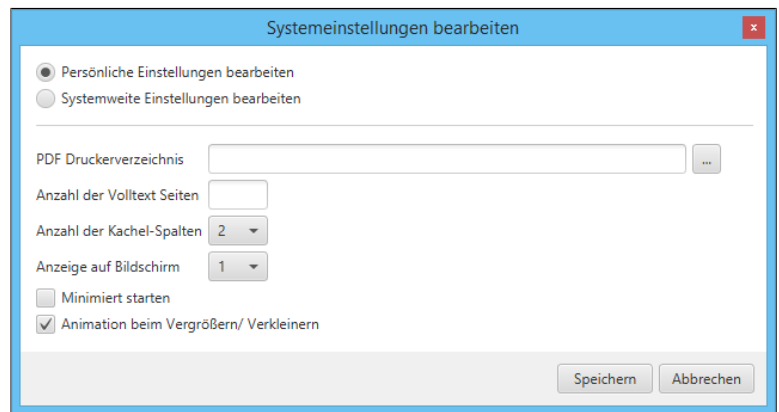 Systemeinstellungen bearbeiten
x
Persönliche Einstellungen bearbeiten
Systemweite Einstellungen bearbeiten
PDF Druckerverzeichnis ...
Anzahl der Volltext Seiten
Anzahl der Kachel-Spalten 2
Anzeige auf Bildschirm 1
Minimiert starten
Animation beim Vergrößern/ Verkleinern
Speichern Abbrechen